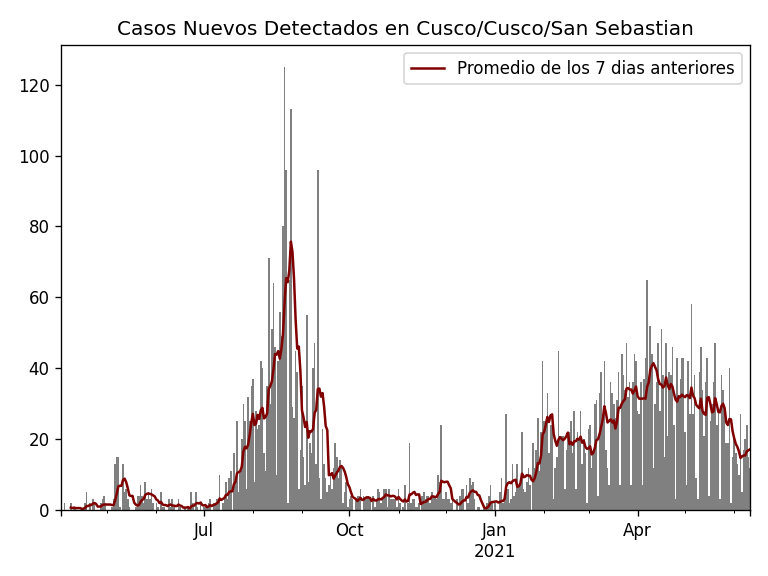 Casos Nuevos Detectados en Cusco/Cusco/San Sebastian
Promedio de los 7 dias anteriores
120
100
80
60
40
20
0
Jul
Oct
Jan
2021
Apr